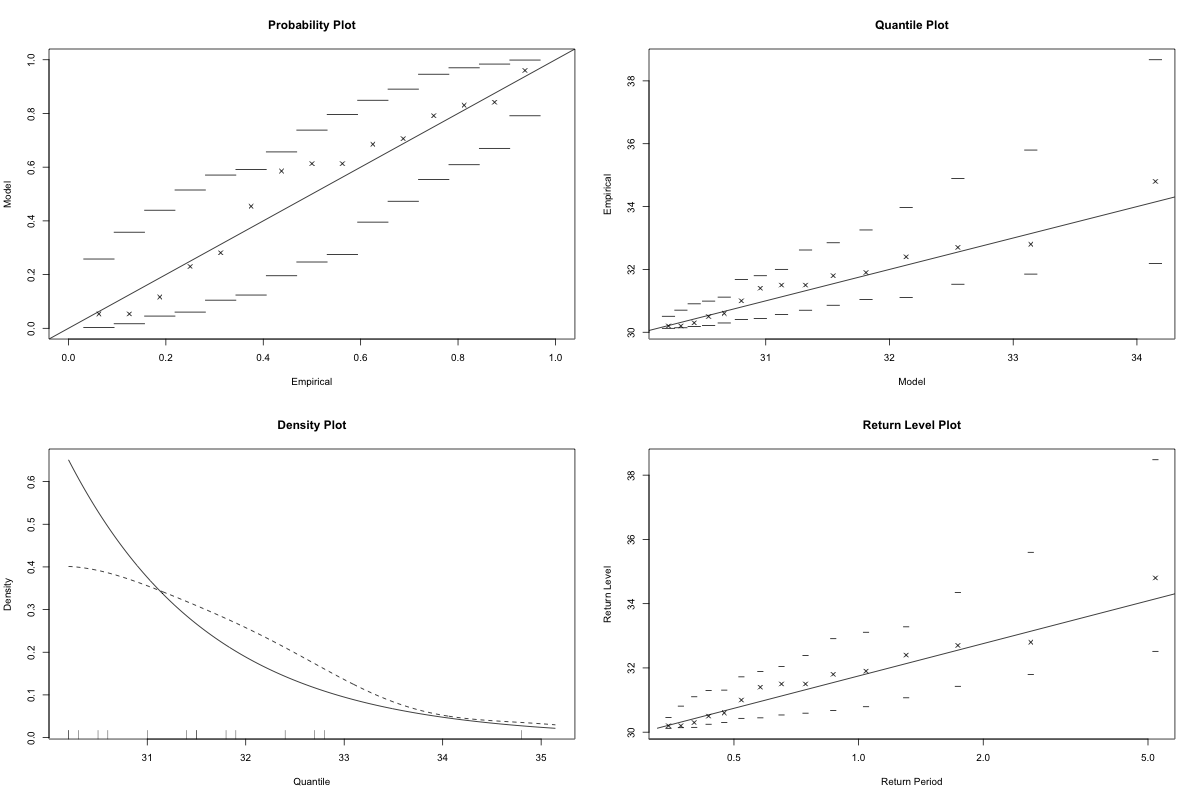 Probability Plot
Model
1.0
0.8
0.6
0.4
0.2
0.0
0.0 0.2 0.4 0.6 0.8 1.0
Empirical
Quantile Plot
Empirical
38
36
34
32
30
31 32 33 34
Model
Density Plot
Density
0.6
0.5
0.4
0.3
0.2
0.1
0.0
31 32 33 34 35
Quantile
Return Level Plot
Return Level
38
36
34
32
30
0.5 1.0 2.0 5.0
Return Period